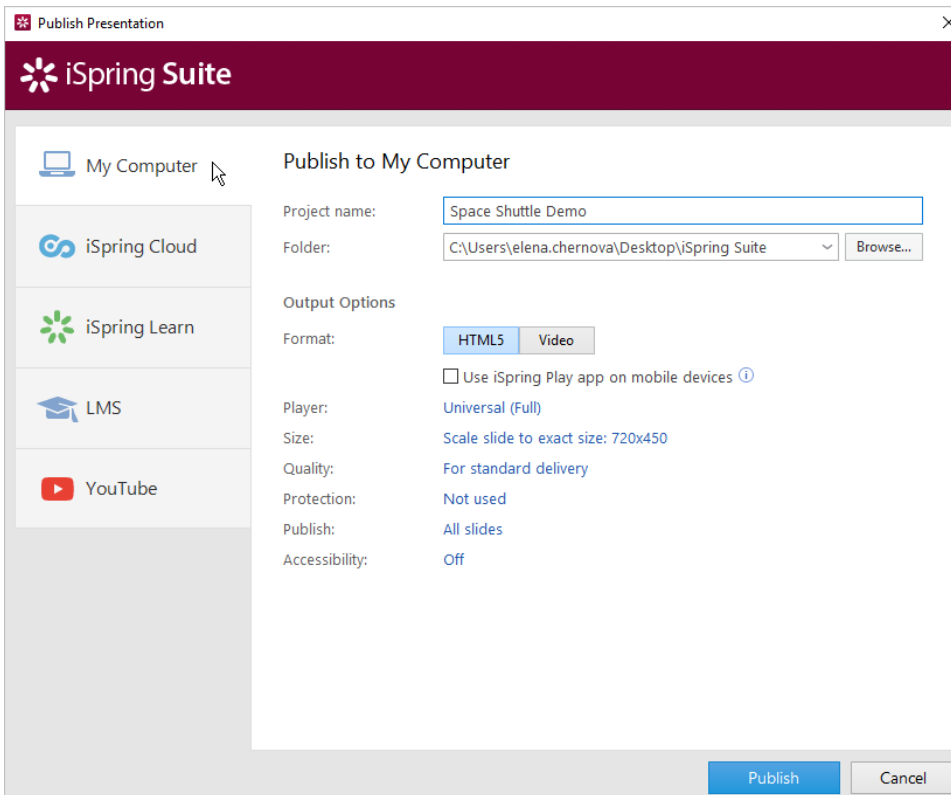 Publish Presentation
iSpring Suite
My Computer
iSpring Cloud
iSpring Learn
LMS
YouTube
Publish to My Computer
Project name: Space Shuttle Demo
Folder: C:\Users\elena.chernova\Desktop\iSpring Suite Browse...
Output Options
Format: HTML5 Video
Use iSpring Play app on mobile devices
Player: Universal (Full)
Size: Scale slide to exact size: 720x450
Quality: For standard delivery
Protection: Not used
Publish: All slides
Accessibility: Off
Publish Cancel